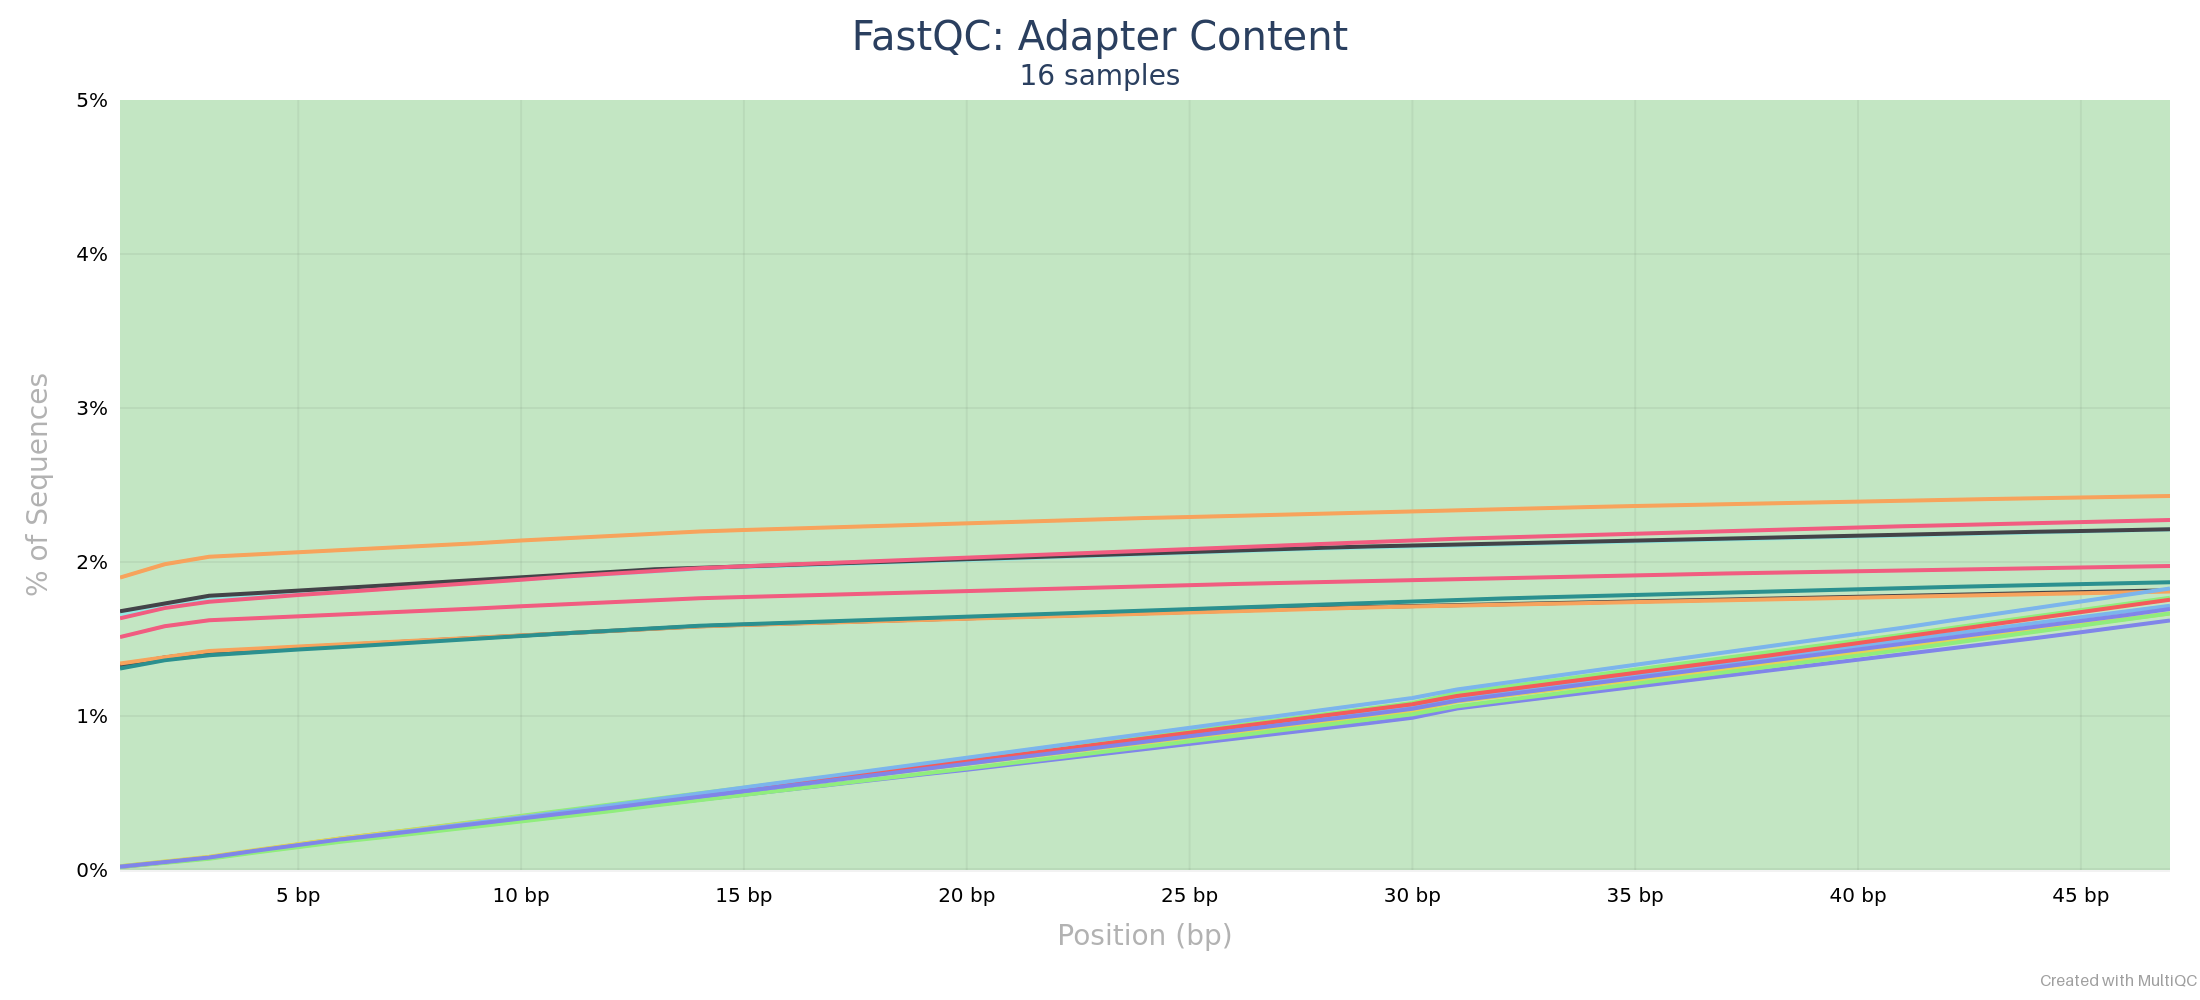 FastQC: Adapter Content
16 samples
5%
4%
3%
2%
1%
0%
% of Sequences
5 bp
10 bp
15 bp
20 bp
25 bp
30 bp
35 bp
40 bp
45 bp
Position (bp)
Created with MultiQC